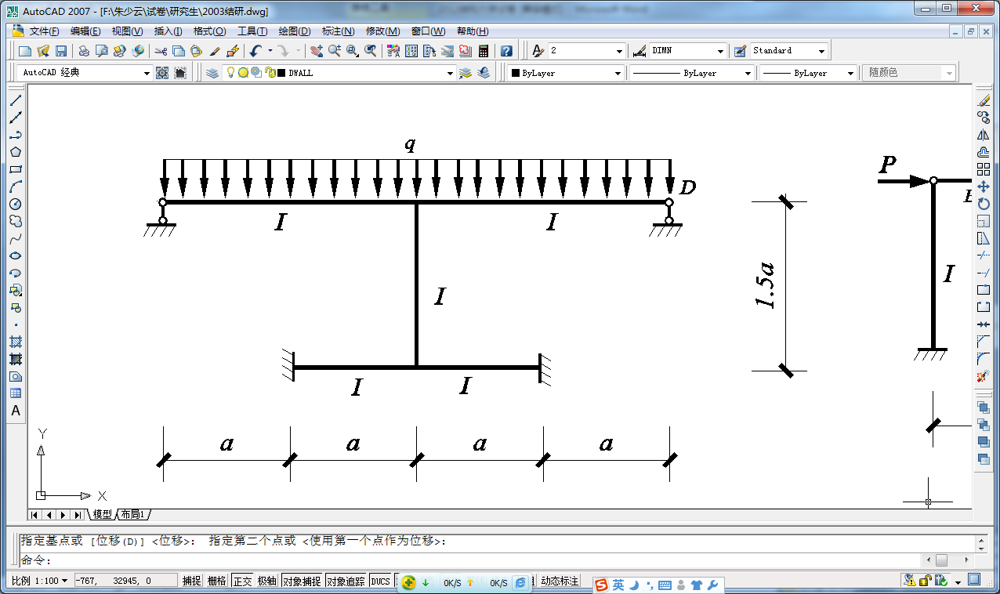 AutoCAD 2007 - [F:\朱少云\试卷\研究生\2003结研.dwg]
文件(F) 编辑(E) 视图(V) 插入(I) 格式(O) 工具(T) 绘图(D) 标注(N) 修改(M) 窗口(W) 帮助(H)
2 DIMN Standard
AutoCAD 经典 DWALL ByLayer ByLayer ByLayer 随颜色
q
P
D
I I
I
1.5a
I
I I
A
a a a a
Y
X
模型 布局1
指定基点或 [位移(D)] <位移>: 指定第二个点或 <使用第一个点作为位移>:
命令:
比例 1:100 -767, -2945, 捕捉 栅格 正交 极轴 对象捕捉 对象追踪 DUCS 0K/S 0K/S 动态标注
英